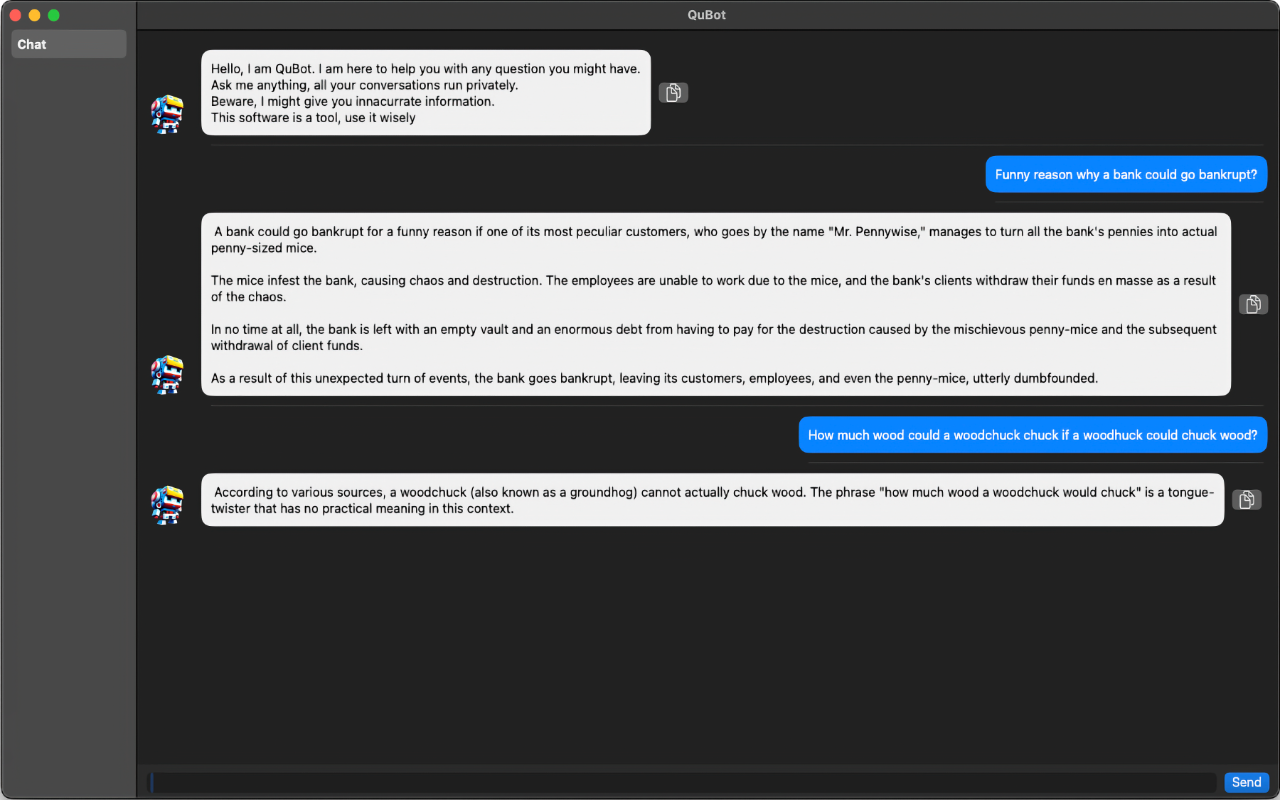 QuBot
Chat
Hello, I am QuBot. I am here to help you with any question you might have.
Ask me anything, all your conversations run privately.
Beware, I might give you innacurrate information.
This software is a tool, use it wisely
Funny reason why a bank could go bankrupt?
A bank could go bankrupt for a funny reason if one of its most peculiar customers, who goes by the name "Mr. Pennywise," manages to turn all the bank's pennies into actual
penny-sized mice.
The mice infest the bank, causing chaos and destruction. The employees are unable to work due to the mice, and the bank's clients withdraw their funds en masse as a result
of the chaos.
In no time at all, the bank is left with an empty vault and an enormous debt from having to pay for the destruction caused by the mischievous penny-mice and the subsequent
withdrawal of client funds.
As a result of this unexpected turn of events, the bank goes bankrupt, leaving its customers, employees, and even the penny-mice, utterly dumbfounded.
How much wood could a woodchuck chuck if a woodhuck could chuck wood?
According to various sources, a woodchuck (also known as a groundhog) cannot actually chuck wood. The phrase "how much wood a woodchuck would chuck" is a tongue-
twister that has no practical meaning in this context.
Send